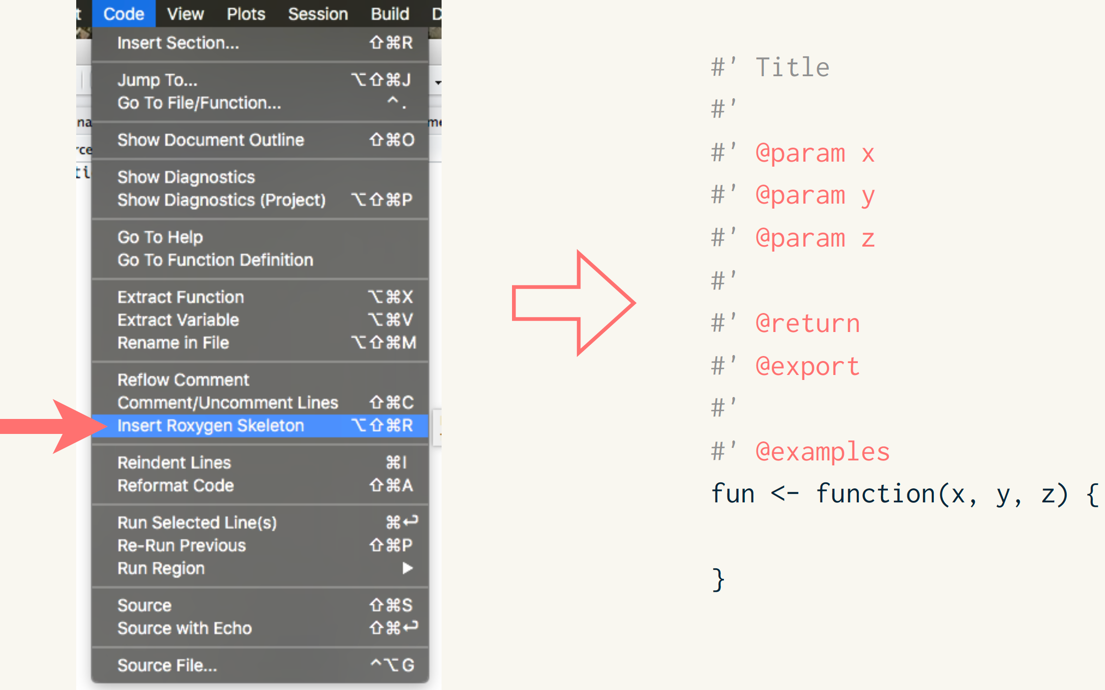 Code View Plots Session Build
Insert Section... ⇧⌘R
Jump To... ⌥⇧⌘J
Go To File/Function... ^.
Show Document Outline ⇧⌘O
Show Diagnostics
Show Diagnostics (Project) ⌥⇧⌘P
Go To Help
Go To Function Definition
Extract Function ⌥⌘X
Extract Variable ⌥⌘V
Rename in File ⌥⇧⌘M
Reflow Comment
Comment/Uncomment Lines ⇧⌘C
Insert Roxygen Skeleton ⌥⇧⌘R
Reindent Lines ⌘I
Reformat Code ⇧⌘A
Run Selected Line(s) ⌘↩
Re-Run Previous ⇧⌘P
Run Region ▶
Source ⇧⌘S
Source with Echo ⇧⌘↩
Source File... ^⌥G
#' Title
#'
#' @param x
#' @param y
#' @param z
#'
#' @return
#' @export
#'
#' @examples
fun <- function(x, y, z) {
}